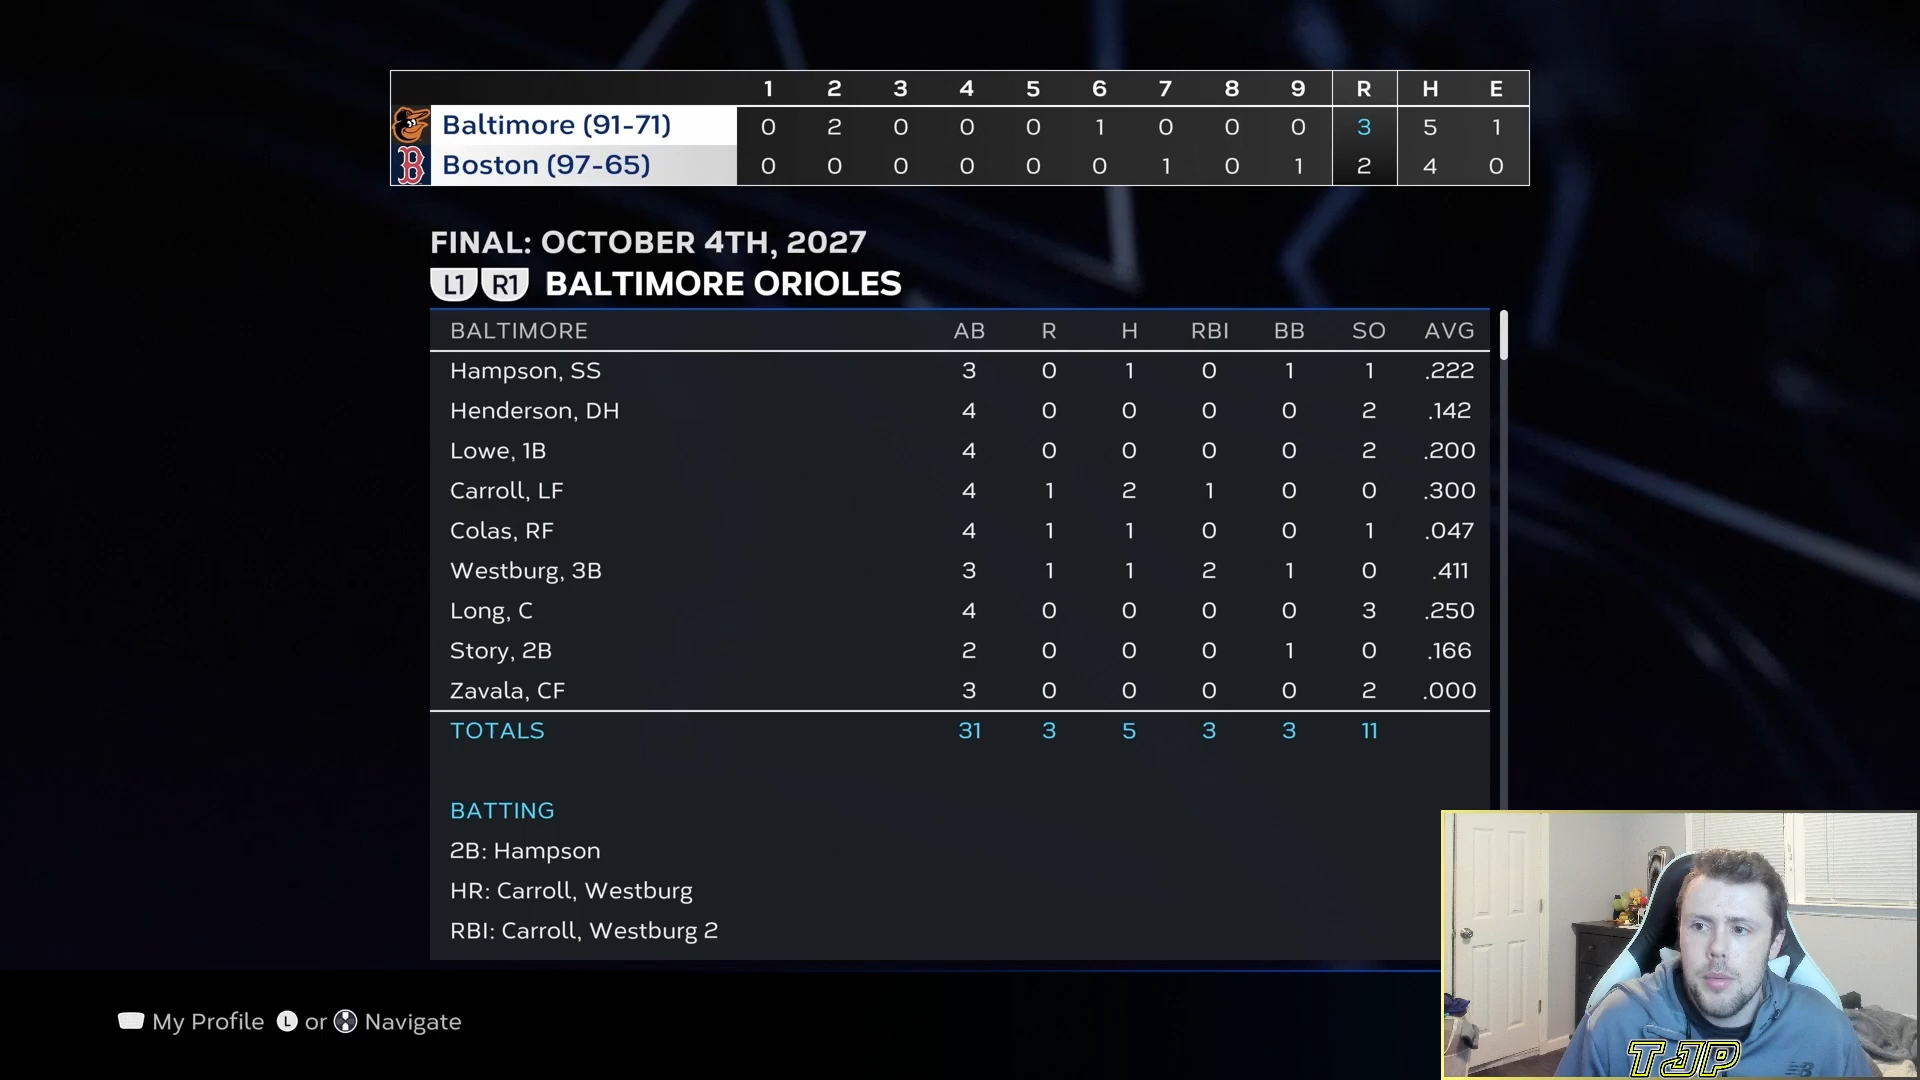 1 2 3 4 5 6 7 8 9 R H E
Baltimore (91-71) 0 2 0 0 0 1 0 0 0 3 5 1
B Boston (97-65) 0 0 0 0 0 0 1 0 1 2 4 0
FINAL: OCTOBER 4TH, 2027
L1 R1 BALTIMORE ORIOLES
BALTIMORE AB R H RBI BB SO AVG
Hampson, SS 3 0 1 0 1 1 .222
Henderson, DH 4 0 0 0 0 2 .142
Lowe, 1B 4 0 0 0 0 2 .200
Carroll, LF 4 1 2 1 0 0 .300
Colas, RF 4 1 1 0 0 1 .047
Westburg, 3B 3 1 1 2 1 0 .411
Long, C 4 0 0 0 0 3 .250
Story, 2B 2 0 0 0 1 0 .166
Zavala, CF 3 0 0 0 0 2 .000
TOTALS 31 3 5 3 3 11
BATTING
2B: Hampson
HR: Carroll, Westburg
RBI: Carroll, Westburg 2
My Profile L or Navigate
TJP